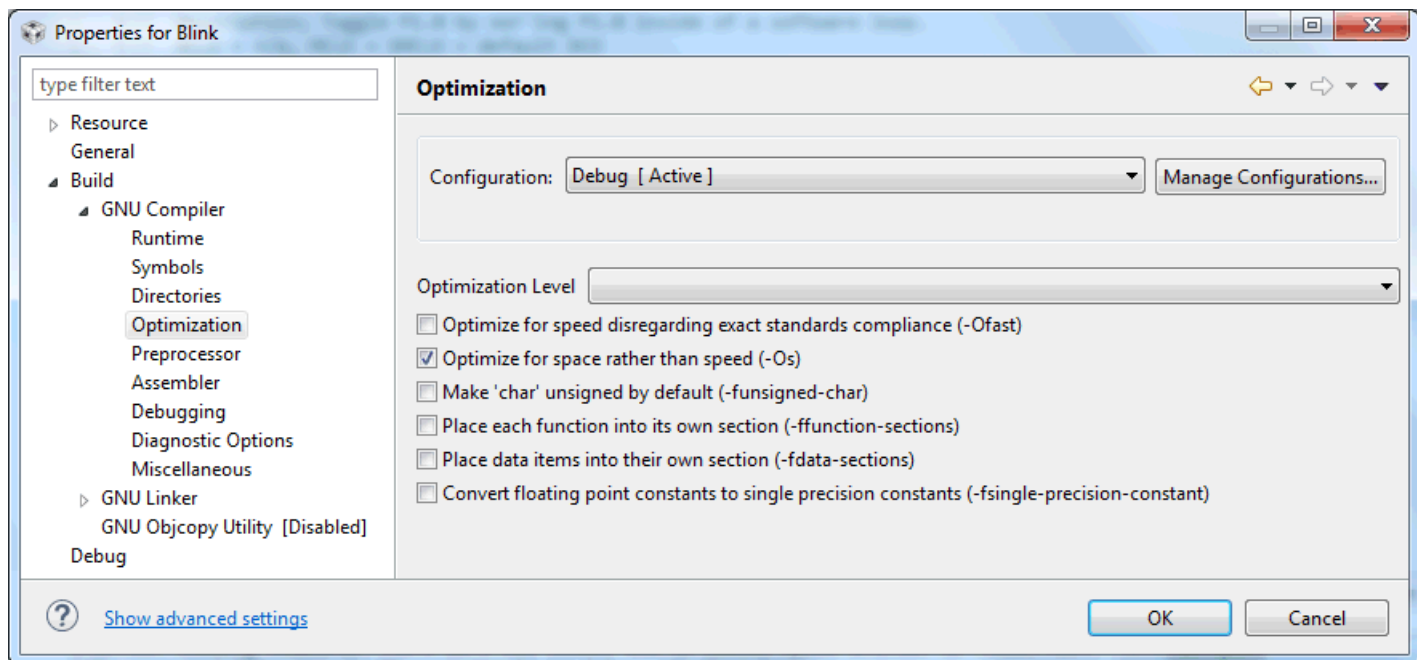 Properties for Blink
type filter text
Resource
General
Build
GNU Compiler
Runtime
Symbols
Directories
Optimization
Preprocessor
Assembler
Debugging
Diagnostic Options
Miscellaneous
GNU Linker
GNU Objcopy Utility [Disabled]
Debug
Optimization
Configuration: Debug [ Active ] Manage Configurations...
Optimization Level
Optimize for speed disregarding exact standards compliance (-Ofast)
Optimize for space rather than speed (-Os)
Make 'char' unsigned by default (-funsigned-char)
Place each function into its own section (-ffunction-sections)
Place data items into their own section (-fdata-sections)
Convert floating point constants to single precision constants (-fsingle-precision-constant)
Show advanced settings
OK Cancel